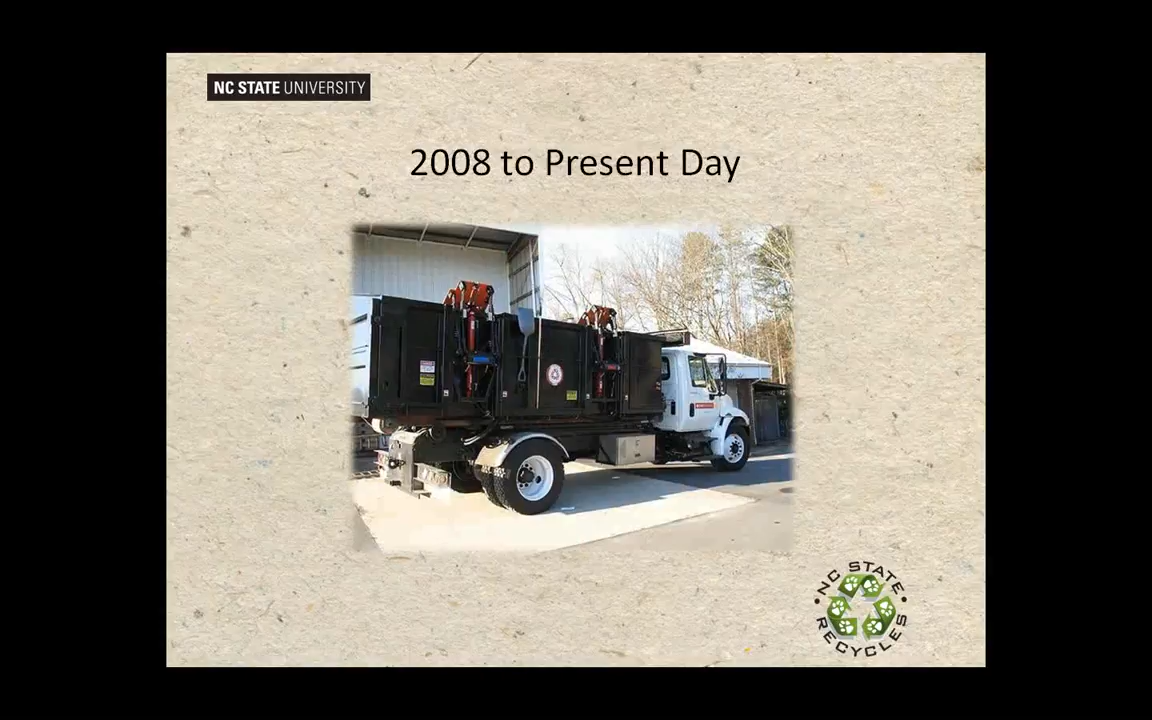 NC STATE UNIVERSITY
2008 to Present Day
NC STATE
RECYCLES